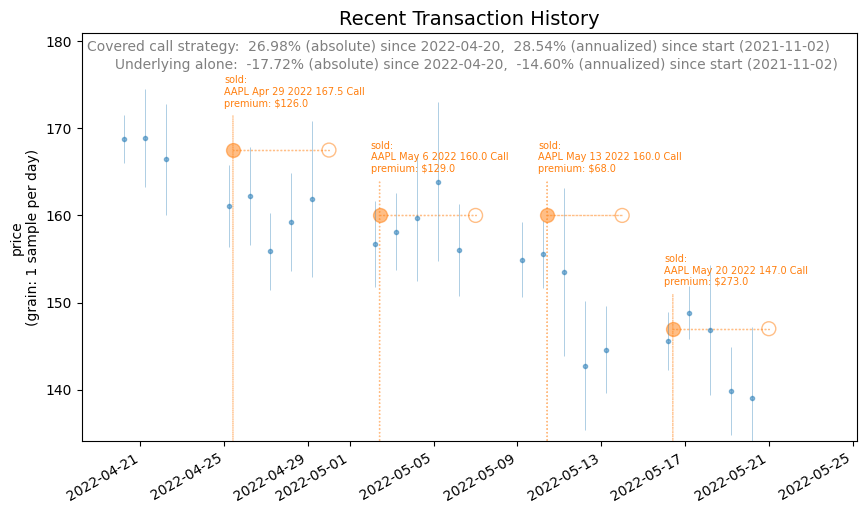 Recent Transaction History
Covered call strategy:  26.98% (absolute) since 2022-04-20,  28.54% (annualized) since start (2021-11-02)
Underlying alone:  -17.72% (absolute) since 2022-04-20,  -14.60% (annualized) since start (2021-11-02)
sold:
AAPL Apr 29 2022 167.5 Call
premium: $126.0
sold:
AAPL May 6 2022 160.0 Call
premium: $129.0
sold:
AAPL May 13 2022 160.0 Call
premium: $68.0
sold:
AAPL May 20 2022 147.0 Call
premium: $273.0
price
(grain: 1 sample per day)
180
170
160
150
140
2022-04-21
2022-04-25
2022-04-29
2022-05-01
2022-05-05
2022-05-09
2022-05-13
2022-05-17
2022-05-21
2022-05-25